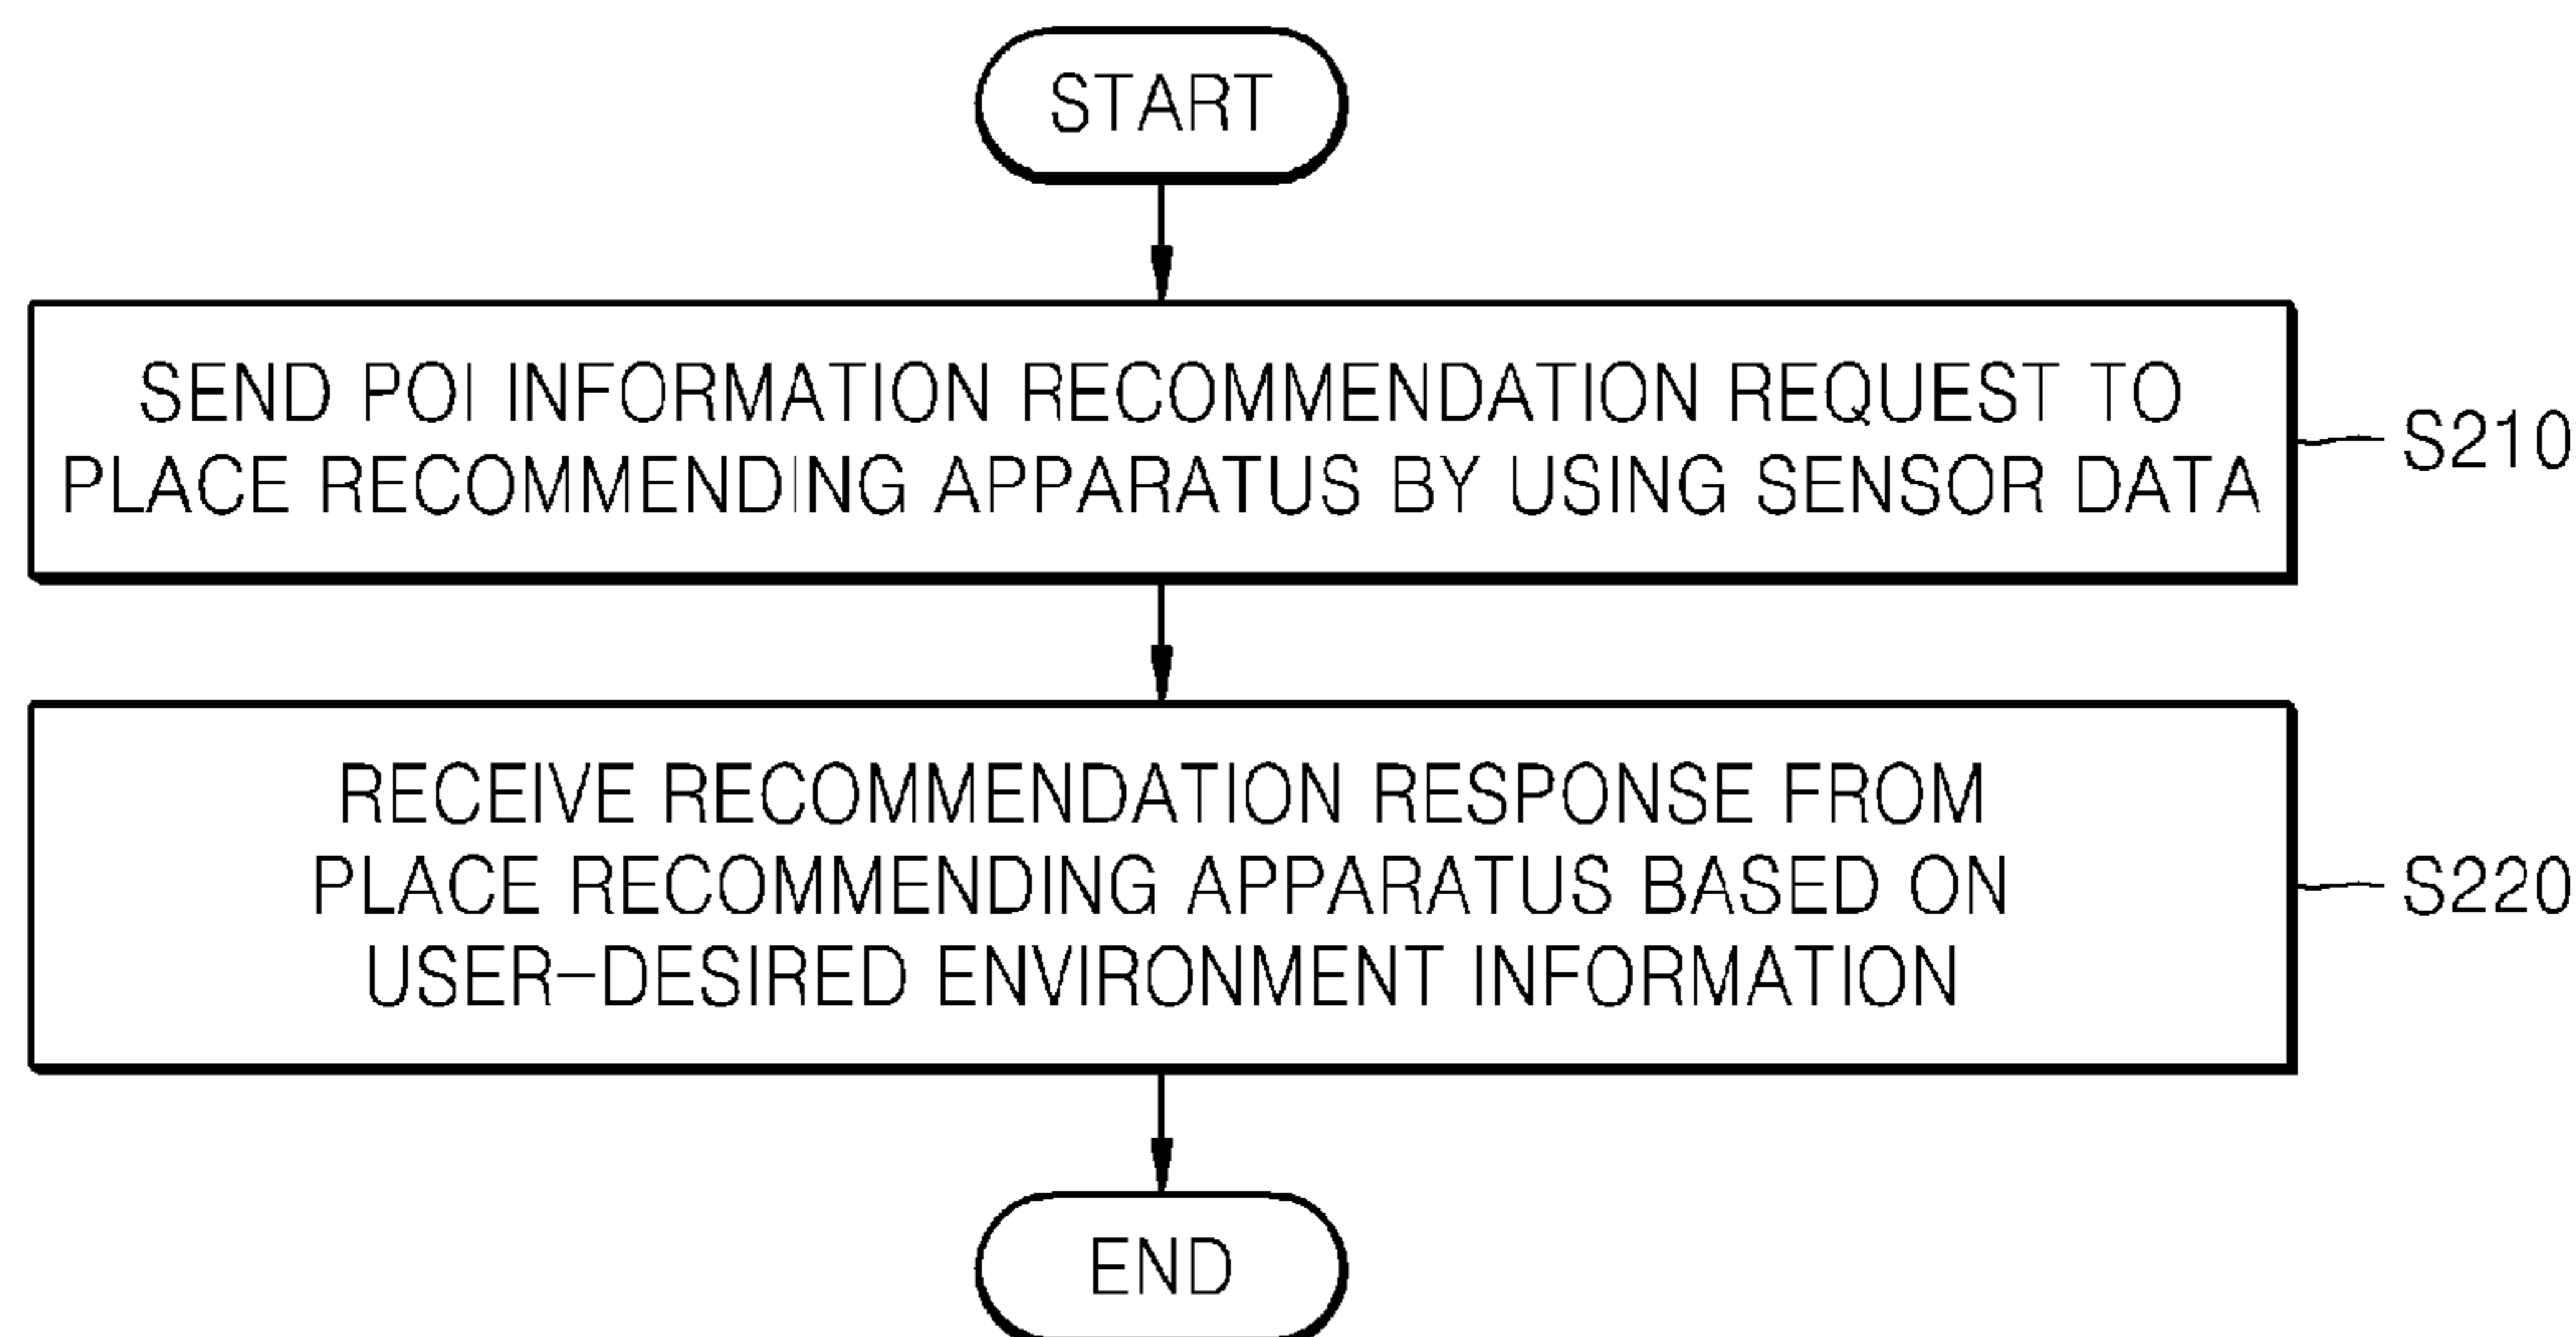 START
SEND POI INFORMATION RECOMMENDATION REQUEST TO
PLACE RECOMMENDING APPARATUS BY USING SENSOR DATA
S210
RECEIVE RECOMMENDATION RESPONSE FROM
PLACE RECOMMENDING APPARATUS BASED ON
USER-DESIRED ENVIRONMENT INFORMATION
S220
END